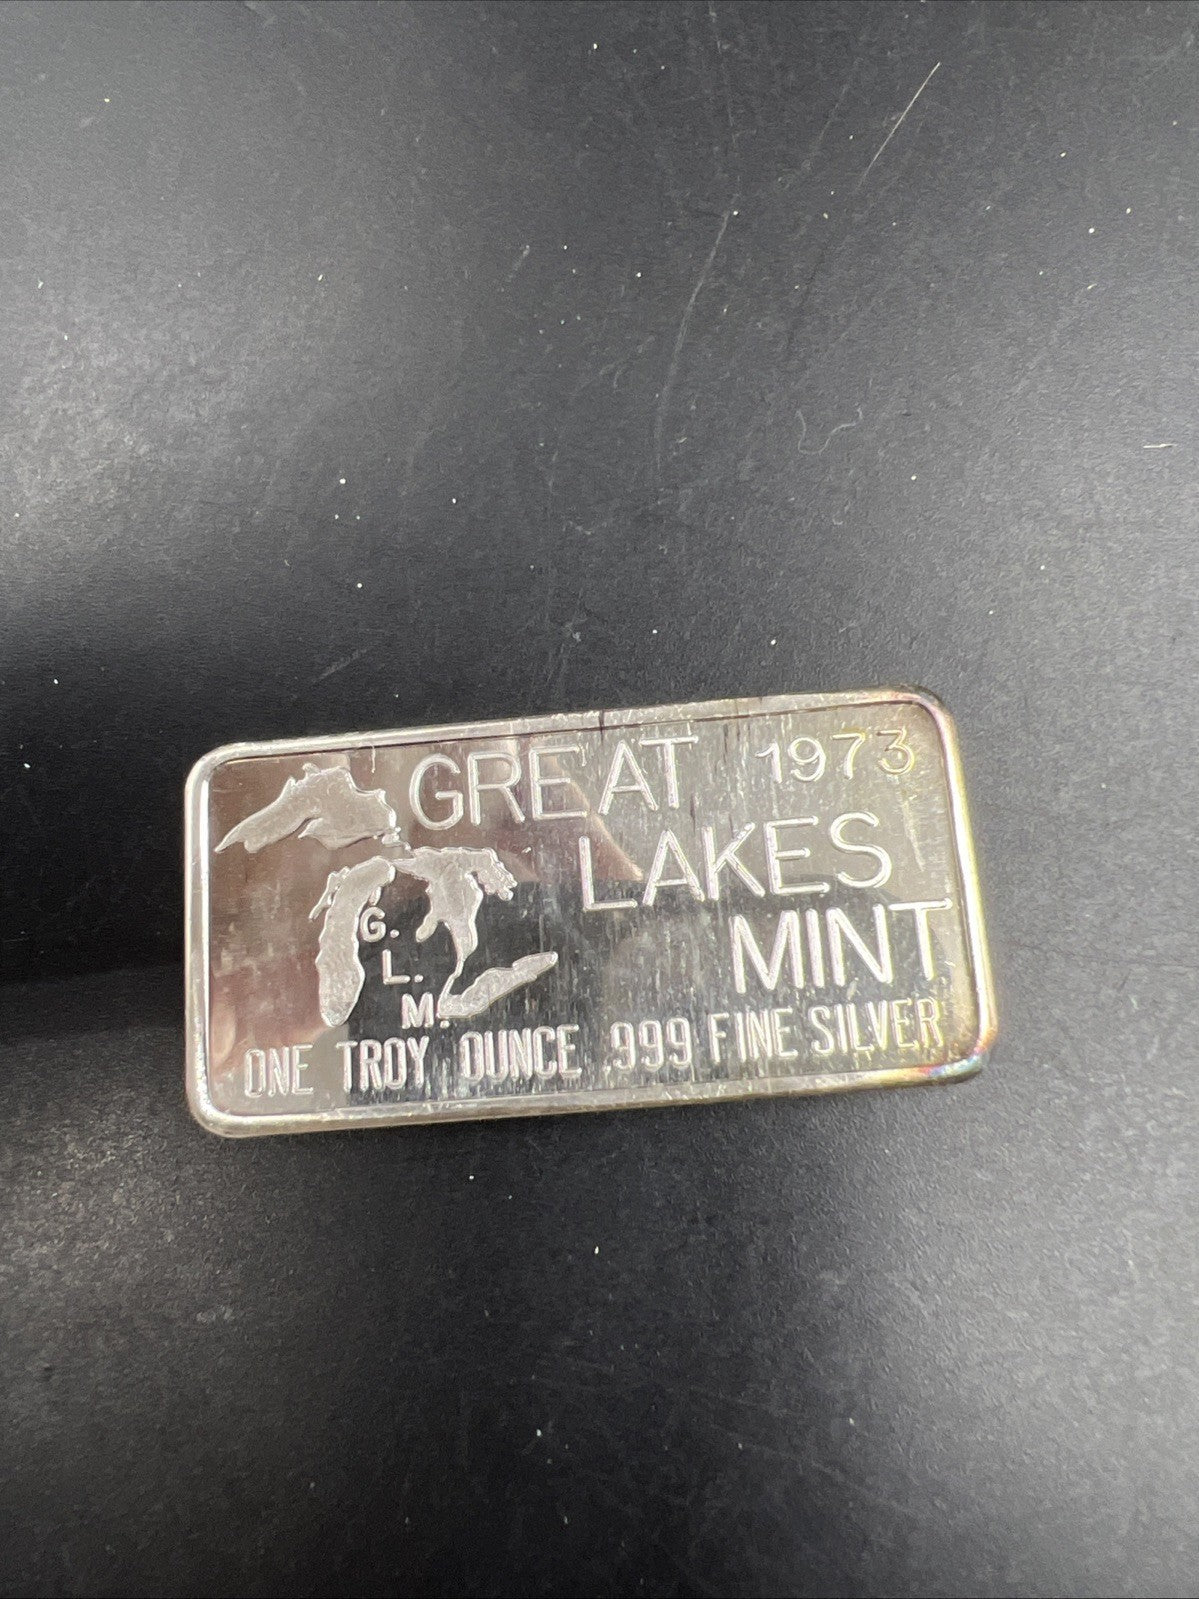 GREAT 1973
LAKES
MINT
G.
L.
M.
ONE TROY OUNCE .999 FINE SILVER